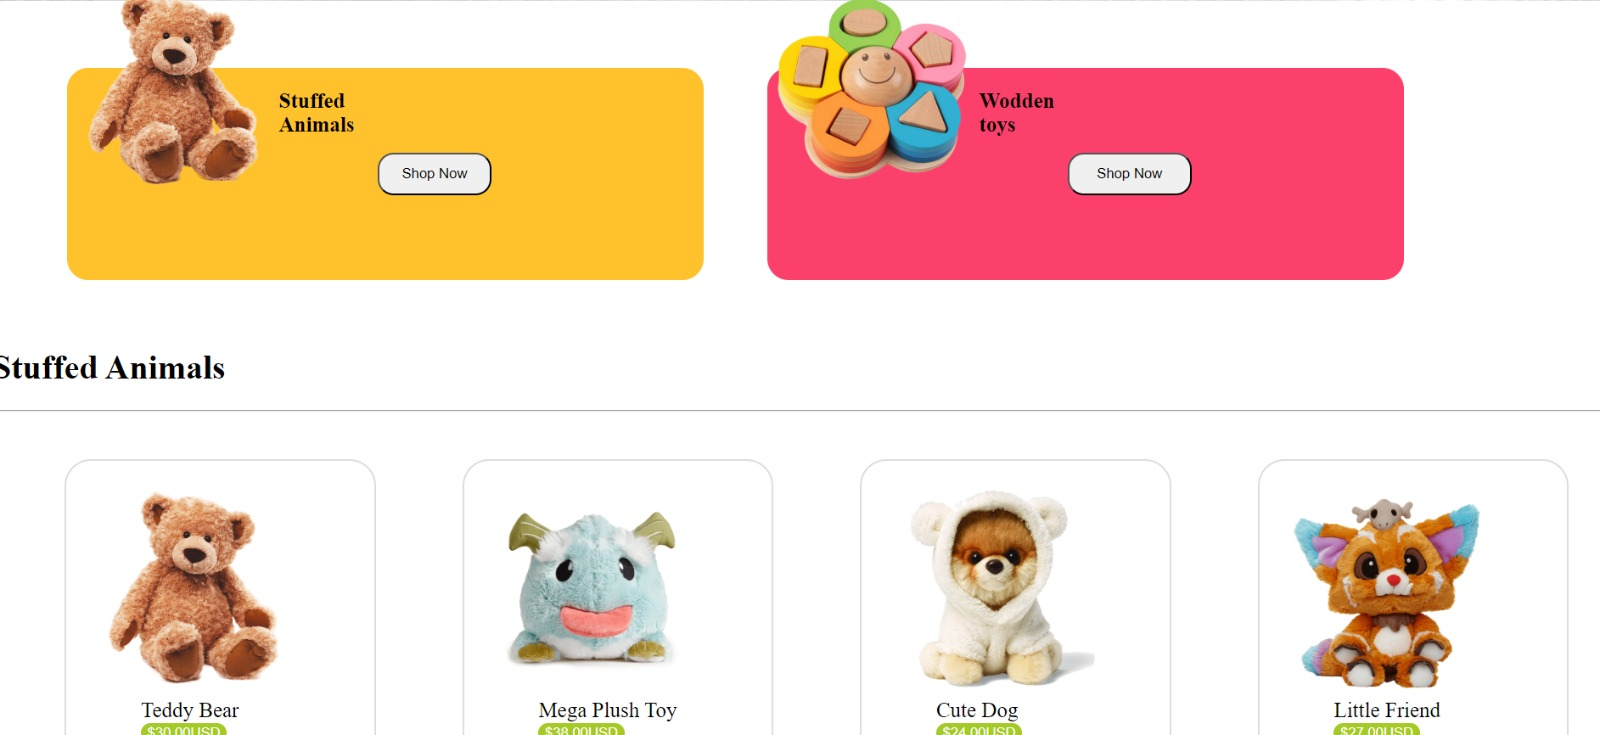 Stuffed
Animals
Shop Now
Wodden
toys
Shop Now
Stuffed Animals
Teddy Bear
$30.00USD
Mega Plush Toy
$38.00USD
Cute Dog
$24.00USD
Little Friend
$27.00USD